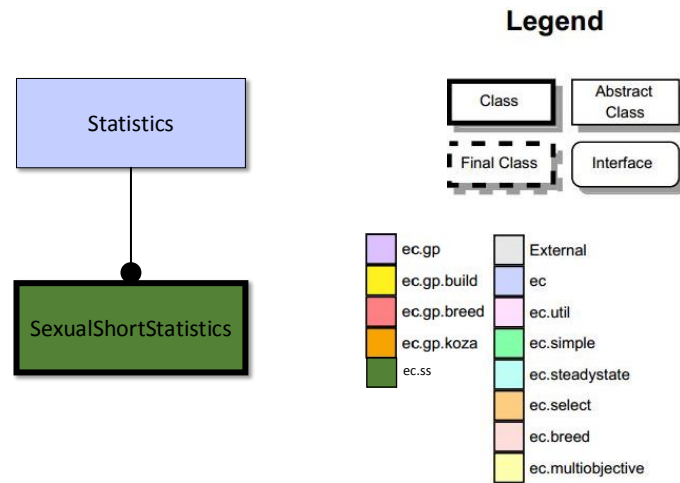 Legend
Statistics
SexualShortStatistics
Class
Abstract
Class
Final Class
Interface
ec.gp
ec.gp.build
ec.gp.breed
ec.gp.koza
ec.ss
External
ec
ec.util
ec.simple
ec.steadystate
ec.select
ec.breed
ec.multiobjective